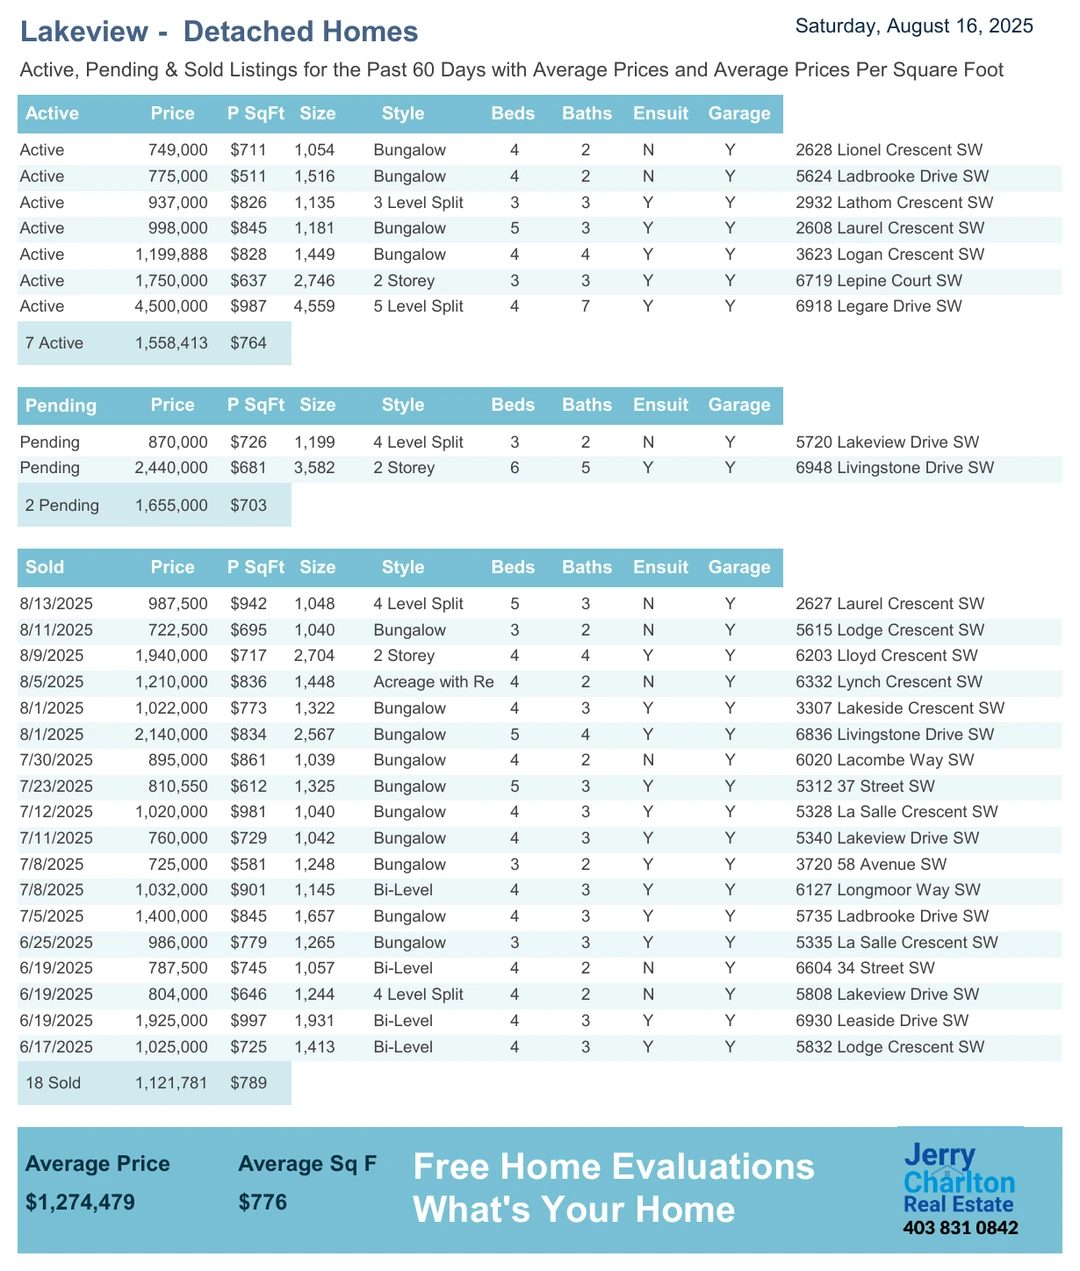 Lakeview - Detached Homes
Saturday, August 16, 2025
Active, Pending & Sold Listings for the Past 60 Days with Average Prices and Average Prices Per Square Foot
Active Price P SqFt Size Style Beds Baths Ensuit Garage
Active 749,000 $711 1,054 Bungalow 4 2 N Y 2628 Lionel Crescent SW
Active 775,000 $511 1,516 Bungalow 4 2 N Y 5624 Ladbrooke Drive SW
Active 937,000 $826 1,135 3 Level Split 3 3 Y Y 2932 Lathom Crescent SW
Active 998,000 $845 1,181 Bungalow 5 3 Y Y 2608 Laurel Crescent SW
Active 1,199,888 $828 1,449 Bungalow 4 4 Y Y 3623 Logan Crescent SW
Active 1,750,000 $637 2,746 2 Storey 3 3 Y Y 6719 Lepine Court SW
Active 4,500,000 $987 4,559 5 Level Split 4 7 Y Y 6918 Legare Drive SW
7 Active 1,558,413 $764
Pending Price P SqFt Size Style Beds Baths Ensuit Garage
Pending 870,000 $726 1,199 4 Level Split 3 2 N Y 5720 Lakeview Drive SW
Pending 2,440,000 $681 3,582 2 Storey 6 5 Y Y 6948 Livingstone Drive SW
2 Pending 1,655,000 $703
Sold Price P SqFt Size Style Beds Baths Ensuit Garage
8/13/2025 987,500 $942 1,048 4 Level Split 5 3 N Y 2627 Laurel Crescent SW
8/11/2025 722,500 $695 1,040 Bungalow 3 2 N Y 5615 Lodge Crescent SW
8/9/2025 1,940,000 $717 2,704 2 Storey 4 4 Y Y 6203 Lloyd Crescent SW
8/5/2025 1,210,000 $836 1,448 Acreage with Re 4 2 N Y 6332 Lynch Crescent SW
8/1/2025 1,022,000 $773 1,322 Bungalow 4 3 Y Y 3307 Lakeside Crescent SW
8/1/2025 2,140,000 $834 2,567 Bungalow 5 4 Y Y 6836 Livingstone Drive SW
7/30/2025 895,000 $861 1,039 Bungalow 4 2 N Y 6020 Lacombe Way SW
7/23/2025 810,550 $612 1,325 Bungalow 5 3 Y Y 5312 37 Street SW
7/12/2025 1,020,000 $981 1,040 Bungalow 4 3 Y Y 5328 La Salle Crescent SW
7/11/2025 760,000 $729 1,042 Bungalow 4 3 Y Y 5340 Lakeview Drive SW
7/8/2025 725,000 $581 1,248 Bungalow 3 2 Y Y 3720 58 Avenue SW
7/8/2025 1,032,000 $901 1,145 Bi-Level 4 3 Y Y 6127 Longmoor Way SW
7/5/2025 1,400,000 $845 1,657 Bungalow 4 3 Y Y 5735 Ladbrooke Drive SW
6/25/2025 986,000 $779 1,265 Bungalow 3 3 Y Y 5335 La Salle Crescent SW
6/19/2025 787,500 $745 1,057 Bi-Level 4 2 N Y 6604 34 Street SW
6/19/2025 804,000 $646 1,244 4 Level Split 4 2 N Y 5808 Lakeview Drive SW
6/19/2025 1,925,000 $997 1,931 Bi-Level 4 3 Y Y 6930 Leaside Drive SW
6/17/2025 1,025,000 $725 1,413 Bi-Level 4 3 Y Y 5832 Lodge Crescent SW
18 Sold 1,121,781 $789
Average Price Average Sq F
$1,274,479 $776
Free Home Evaluations
What's Your Home
Jerry
Charlton
Real Estate
403 831 0842